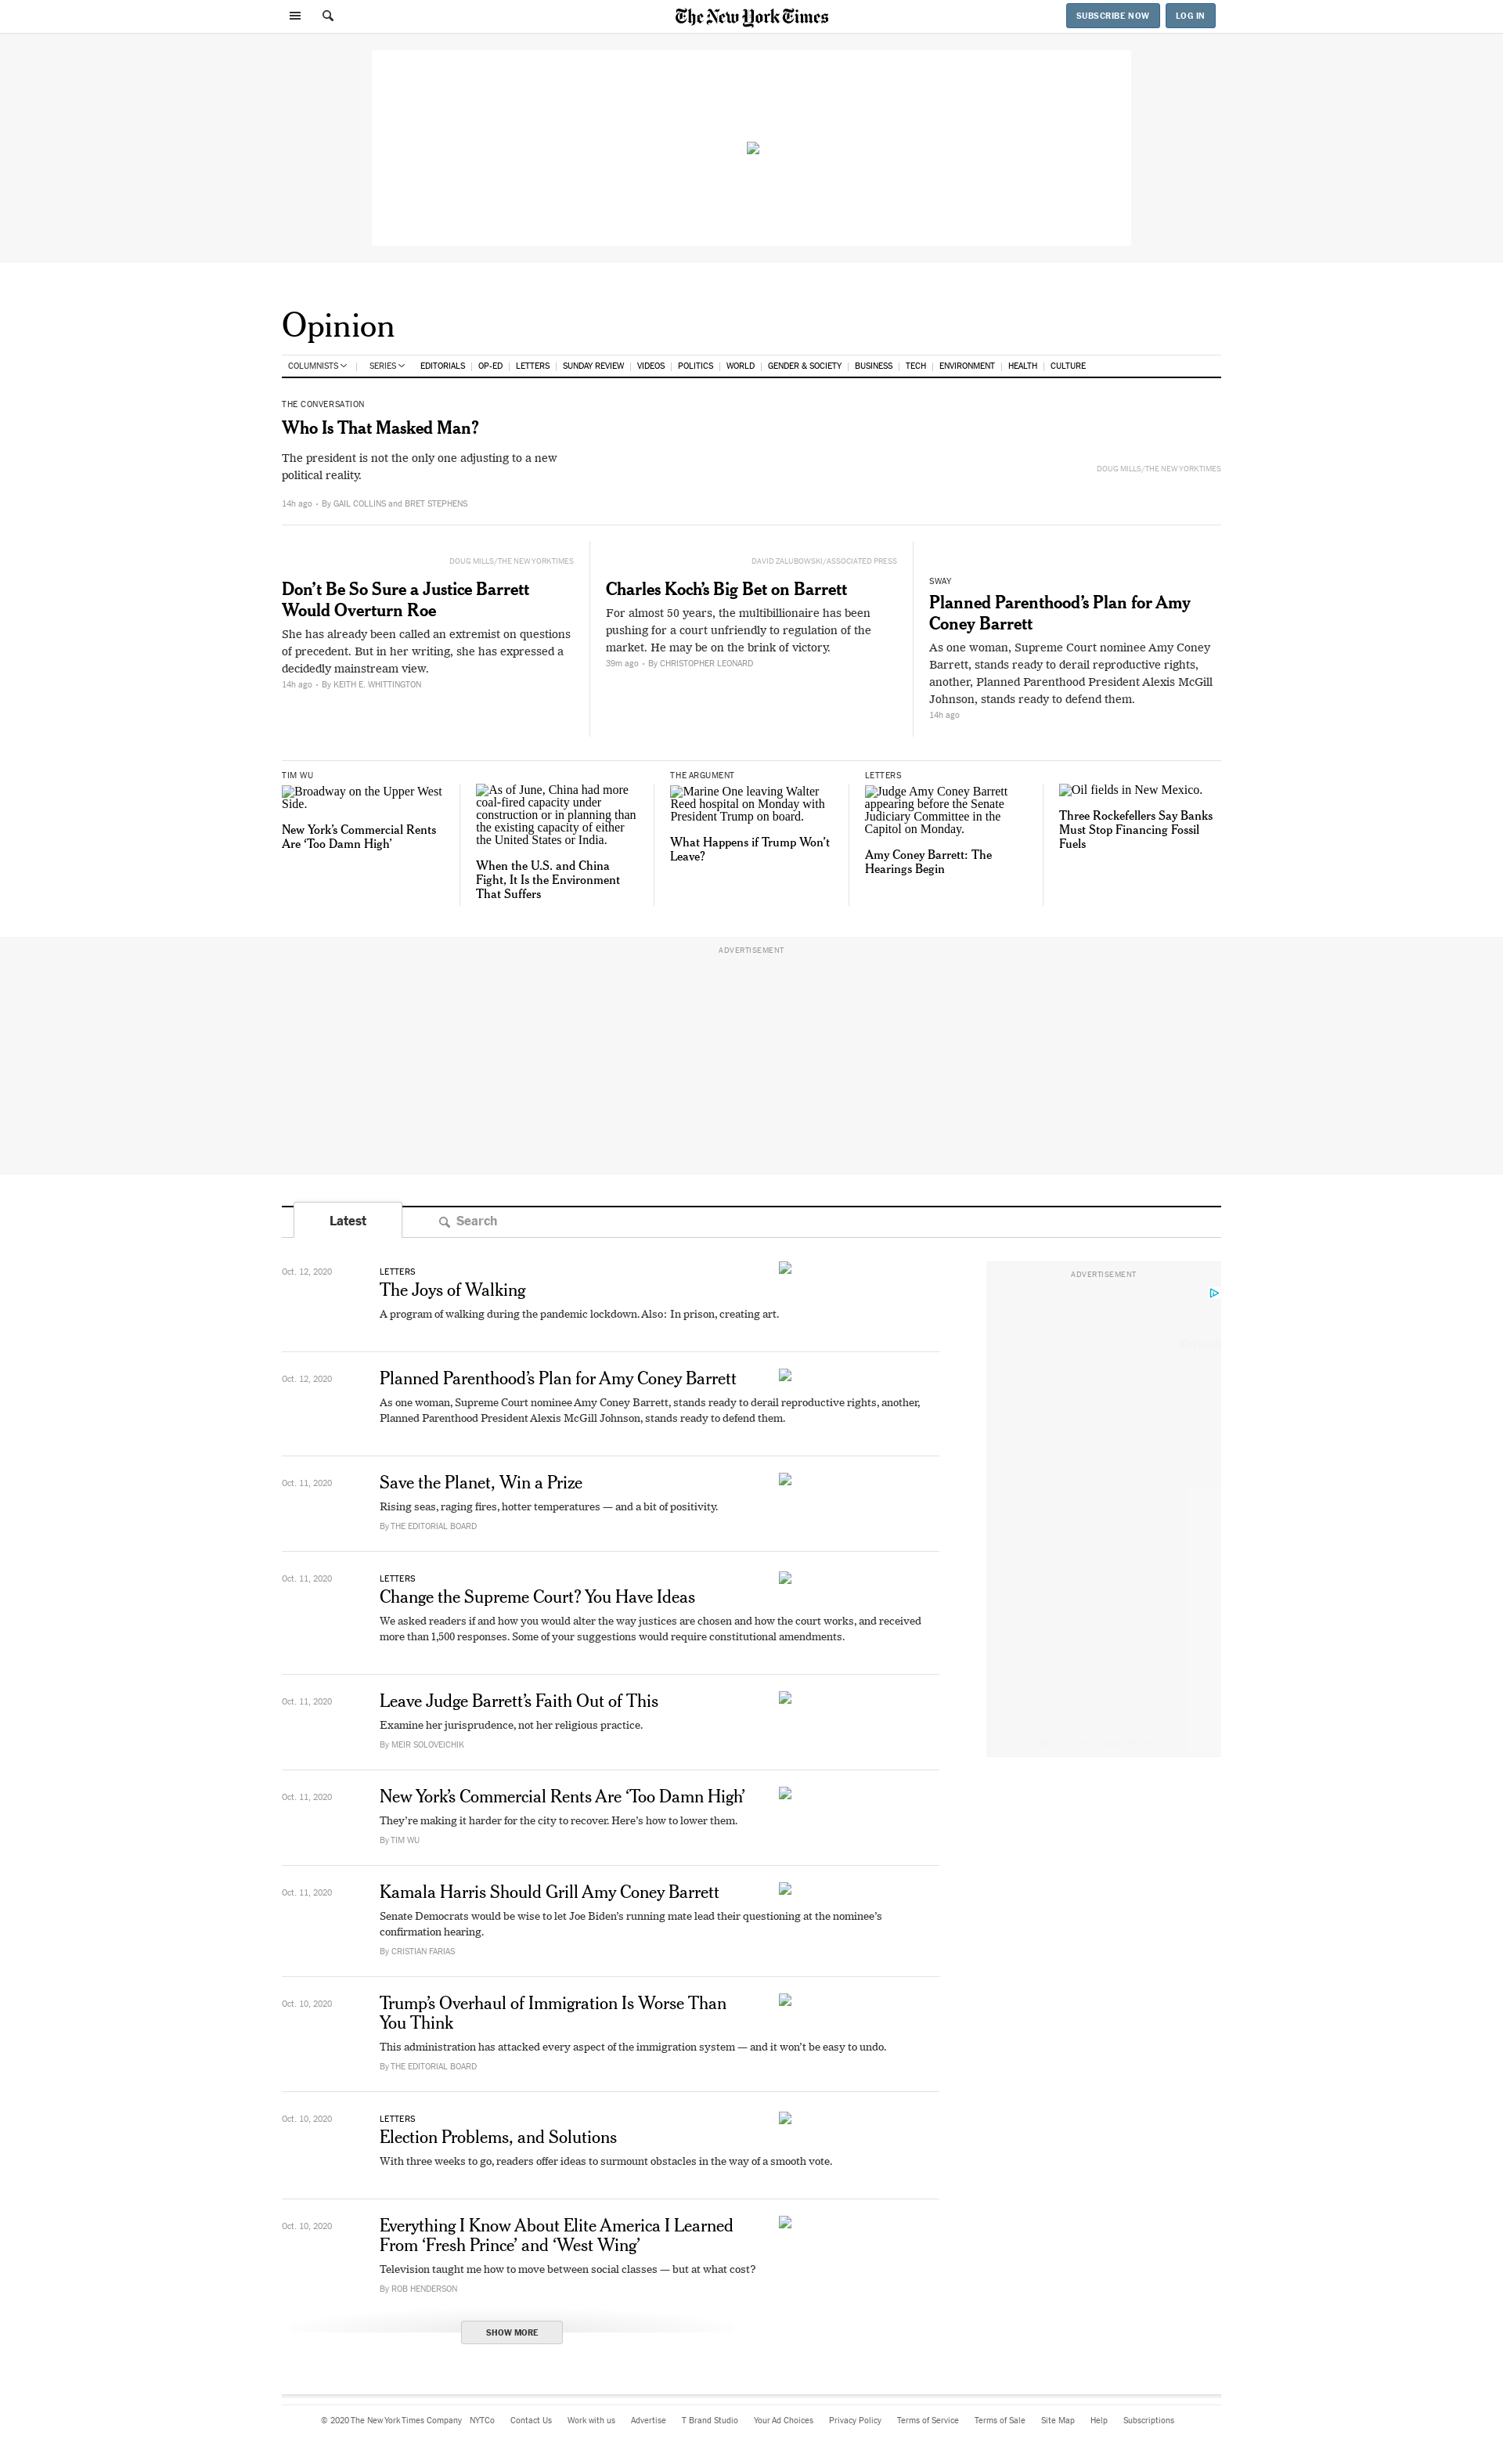 The New York Times
SUBSCRIBE NOW
LOG IN
Opinion
COLUMNISTS
SERIES
EDITORIALS
OP-ED
LETTERS
SUNDAY REVIEW
VIDEOS
POLITICS
WORLD
GENDER & SOCIETY
BUSINESS
TECH
ENVIRONMENT
HEALTH
CULTURE
THE CONVERSATION
Who Is That Masked Man?
The president is not the only one adjusting to a new
political reality.
14h ago • By GAIL COLLINS and BRET STEPHENS
DOUG MILLS/THE NEW YORK TIMES
DOUG MILLS/THE NEW YORK TIMES
Don’t Be So Sure a Justice Barrett
Would Overturn Roe
She has already been called an extremist on questions
of precedent. But in her writing, she has expressed a
decidedly mainstream view.
14h ago • By KEITH E. WHITTINGTON
DAVID ZALUBOWSKI/ASSOCIATED PRESS
Charles Koch’s Big Bet on Barrett
For almost 50 years, the multibillionaire has been
pushing for a court unfriendly to regulation of the
market. He may be on the brink of victory.
39m ago • By CHRISTOPHER LEONARD
SWAY
Planned Parenthood’s Plan for Amy
Coney Barrett
As one woman, Supreme Court nominee Amy Coney
Barrett, stands ready to derail reproductive rights,
another, Planned Parenthood President Alexis McGill
Johnson, stands ready to defend them.
14h ago
TIM WU
Broadway on the Upper West
Side.
New York’s Commercial Rents
Are ‘Too Damn High’
As of June, China had more
coal-fired capacity under
construction or in planning than
the existing capacity of either
the United States or India.
When the U.S. and China
Fight, It Is the Environment
That Suffers
THE ARGUMENT
Marine One leaving Walter
Reed hospital on Monday with
President Trump on board.
What Happens if Trump Won’t
Leave?
LETTERS
Judge Amy Coney Barrett
appearing before the Senate
Judiciary Committee in the
Capitol on Monday.
Amy Coney Barrett: The
Hearings Begin
Oil fields in New Mexico.
Three Rockefellers Say Banks
Must Stop Financing Fossil
Fuels
ADVERTISEMENT
Latest
Search
ADVERTISEMENT
Oct. 12, 2020
LETTERS
The Joys of Walking
A program of walking during the pandemic lockdown. Also: In prison, creating art.
Oct. 12, 2020
Planned Parenthood’s Plan for Amy Coney Barrett
As one woman, Supreme Court nominee Amy Coney Barrett, stands ready to derail reproductive rights, another,
Planned Parenthood President Alexis McGill Johnson, stands ready to defend them.
Oct. 11, 2020
Save the Planet, Win a Prize
Rising seas, raging fires, hotter temperatures — and a bit of positivity.
By THE EDITORIAL BOARD
Oct. 11, 2020
LETTERS
Change the Supreme Court? You Have Ideas
We asked readers if and how you would alter the way justices are chosen and how the court works, and received
more than 1,500 responses. Some of your suggestions would require constitutional amendments.
Oct. 11, 2020
Leave Judge Barrett’s Faith Out of This
Examine her jurisprudence, not her religious practice.
By MEIR SOLOVEICHIK
Oct. 11, 2020
New York’s Commercial Rents Are ‘Too Damn High’
They’re making it harder for the city to recover. Here’s how to lower them.
By TIM WU
Oct. 11, 2020
Kamala Harris Should Grill Amy Coney Barrett
Senate Democrats would be wise to let Joe Biden’s running mate lead their questioning at the nominee’s
confirmation hearing.
By CRISTIAN FARIAS
Oct. 10, 2020
Trump’s Overhaul of Immigration Is Worse Than
You Think
This administration has attacked every aspect of the immigration system — and it won’t be easy to undo.
By THE EDITORIAL BOARD
Oct. 10, 2020
LETTERS
Election Problems, and Solutions
With three weeks to go, readers offer ideas to surmount obstacles in the way of a smooth vote.
Oct. 10, 2020
Everything I Know About Elite America I Learned
From ‘Fresh Prince’ and ‘West Wing’
Television taught me how to move between social classes — but at what cost?
By ROB HENDERSON
SHOW MORE
© 2020 The New York Times Company
NYTCo
Contact Us
Work with us
Advertise
T Brand Studio
Your Ad Choices
Privacy Policy
Terms of Service
Terms of Sale
Site Map
Help
Subscriptions